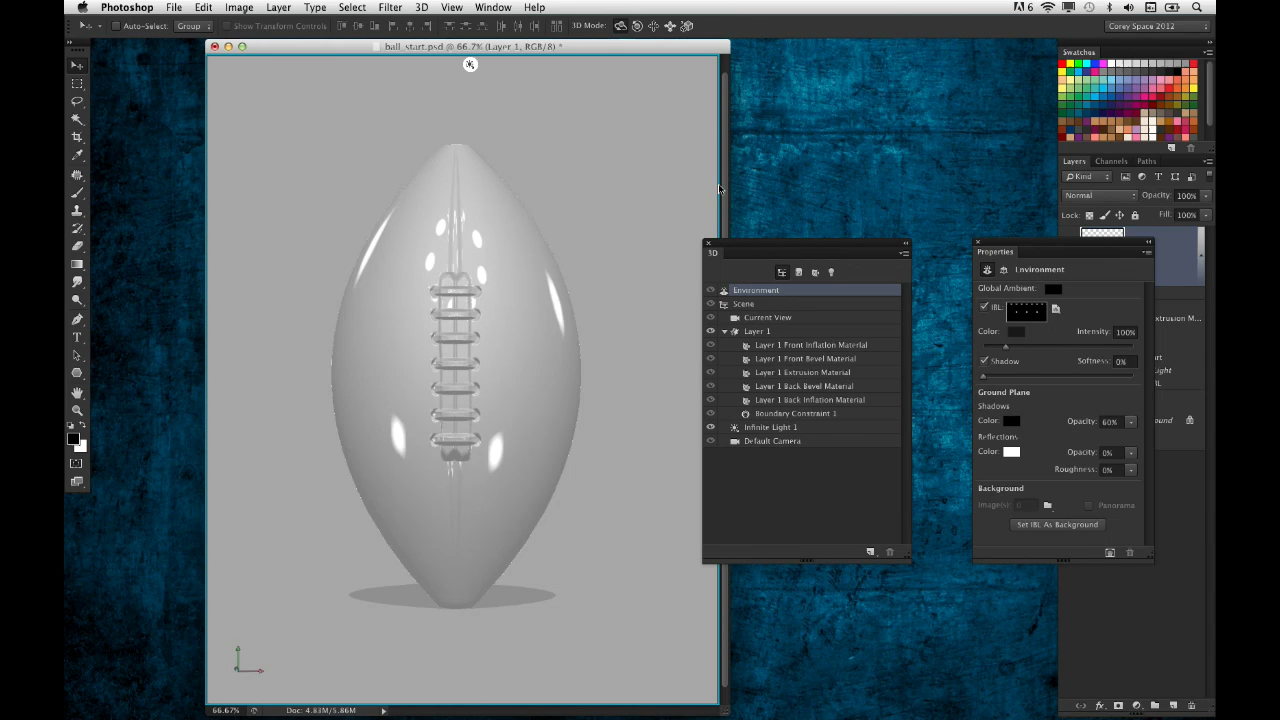 Photoshop File Edit Image Layer Type Select Filter 3D View Window Help
6
Auto-Select: Group Show Transform Controls 3D Mode: Corey Space 2012
ball_start.psd @ 66.7% (Layer 1, RGB/8) *
Swatches
Layers Channels Paths
Kind
Normal Opacity: 100%
Lock: Fill: 100%
3D
Environment
Scene
Current View
Layer 1
Layer 1 Front Inflation Material
Layer 1 Front Bevel Material
Layer 1 Extrusion Material
Layer 1 Back Bevel Material
Layer 1 Back Inflation Material
Boundary Constraint 1
Infinite Light 1
Default Camera
Properties
Environment
Global Ambient:
IBL:
Color: Intensity: 100%
Shadow Softness: 0%
Ground Plane
Shadows
Color: Opacity: 60%
Reflections
Color: Opacity: 0%
Roughness: 0%
Background
Image(s): 0 Panorama
Set IBL As Background
66.67% Doc: 4.83M/5.86M